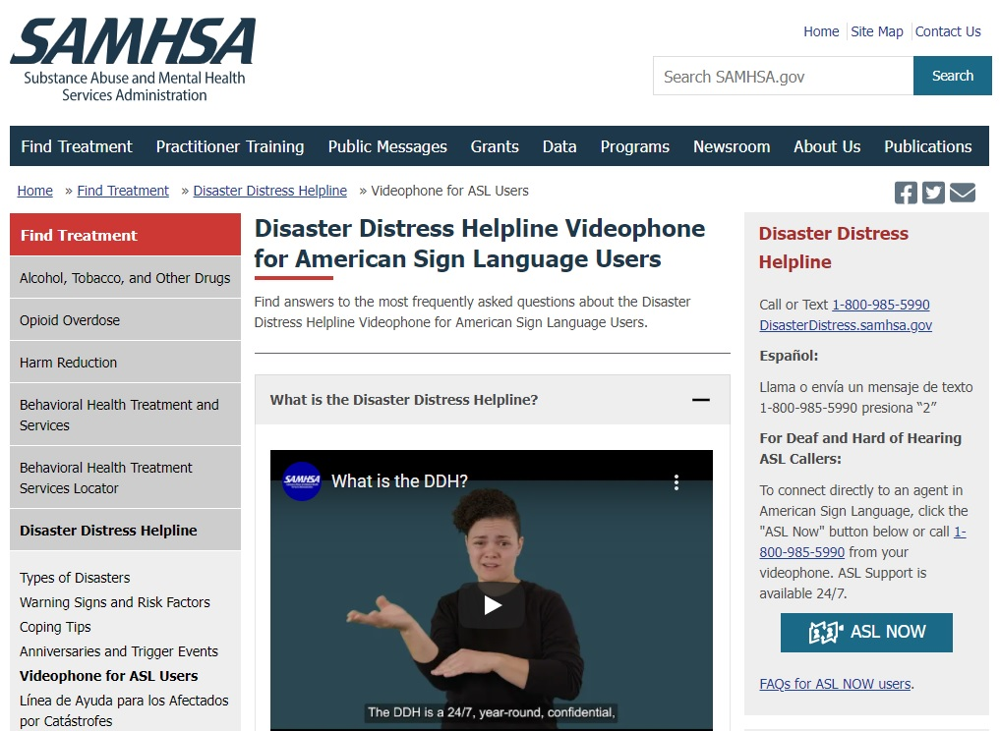 SAMHSA
Substance Abuse and Mental Health
Services Administration
Home
Site Map
Contact Us
Search SAMHSA.gov
Search
Find Treatment
Practitioner Training
Public Messages
Grants
Data
Programs
Newsroom
About Us
Publications
Home » Find Treatment » Disaster Distress Helpline » Videophone for ASL Users
Find Treatment
Alcohol, Tobacco, and Other Drugs
Opioid Overdose
Harm Reduction
Behavioral Health Treatment and
Services
Behavioral Health Treatment
Services Locator
Disaster Distress Helpline
Types of Disasters
Warning Signs and Risk Factors
Coping Tips
Anniversaries and Trigger Events
Videophone for ASL Users
Línea de Ayuda para los Afectados
por Catástrofes
Disaster Distress Helpline Videophone
for American Sign Language Users
Find answers to the most frequently asked questions about the Disaster
Distress Helpline Videophone for American Sign Language Users.
What is the Disaster Distress Helpline?
SAMHSA
What is the DDH?
The DDH is a 24/7, year-round, confidential,
Disaster Distress
Helpline
Call or Text 1-800-985-5990
DisasterDistress.samhsa.gov
Español:
Llama o envía un mensaje de texto
1-800-985-5990 presiona “2”
For Deaf and Hard of Hearing
ASL Callers:
To connect directly to an agent in
American Sign Language, click the
"ASL Now" button below or call 1-
800-985-5990 from your
videophone. ASL Support is
available 24/7.
ASL NOW
FAQs for ASL NOW users.